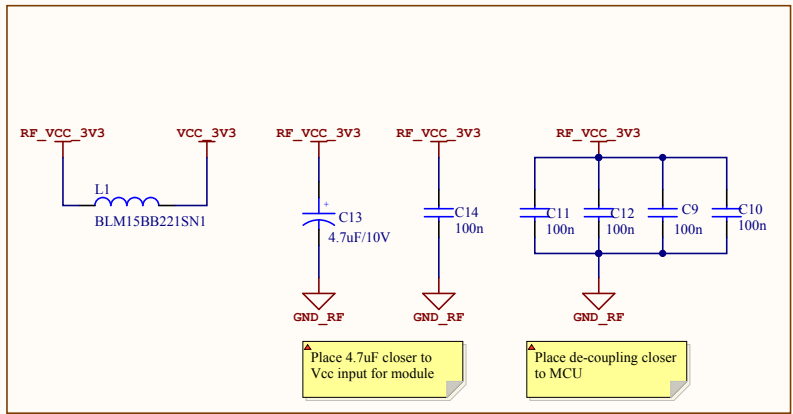 RF_VCC_3V3
VCC_3V3
RF_VCC_3V3
RF_VCC_3V3
RF_VCC_3V3
L1
BLM15BB221SN1
+
C13
4.7uF/10V
C14
100n
C11
100n
C12
100n
C9
100n
C10
100n
GND_RF
GND_RF
GND_RF
Place 4.7uF closer to
Vcc input for module
Place de-coupling closer
to MCU